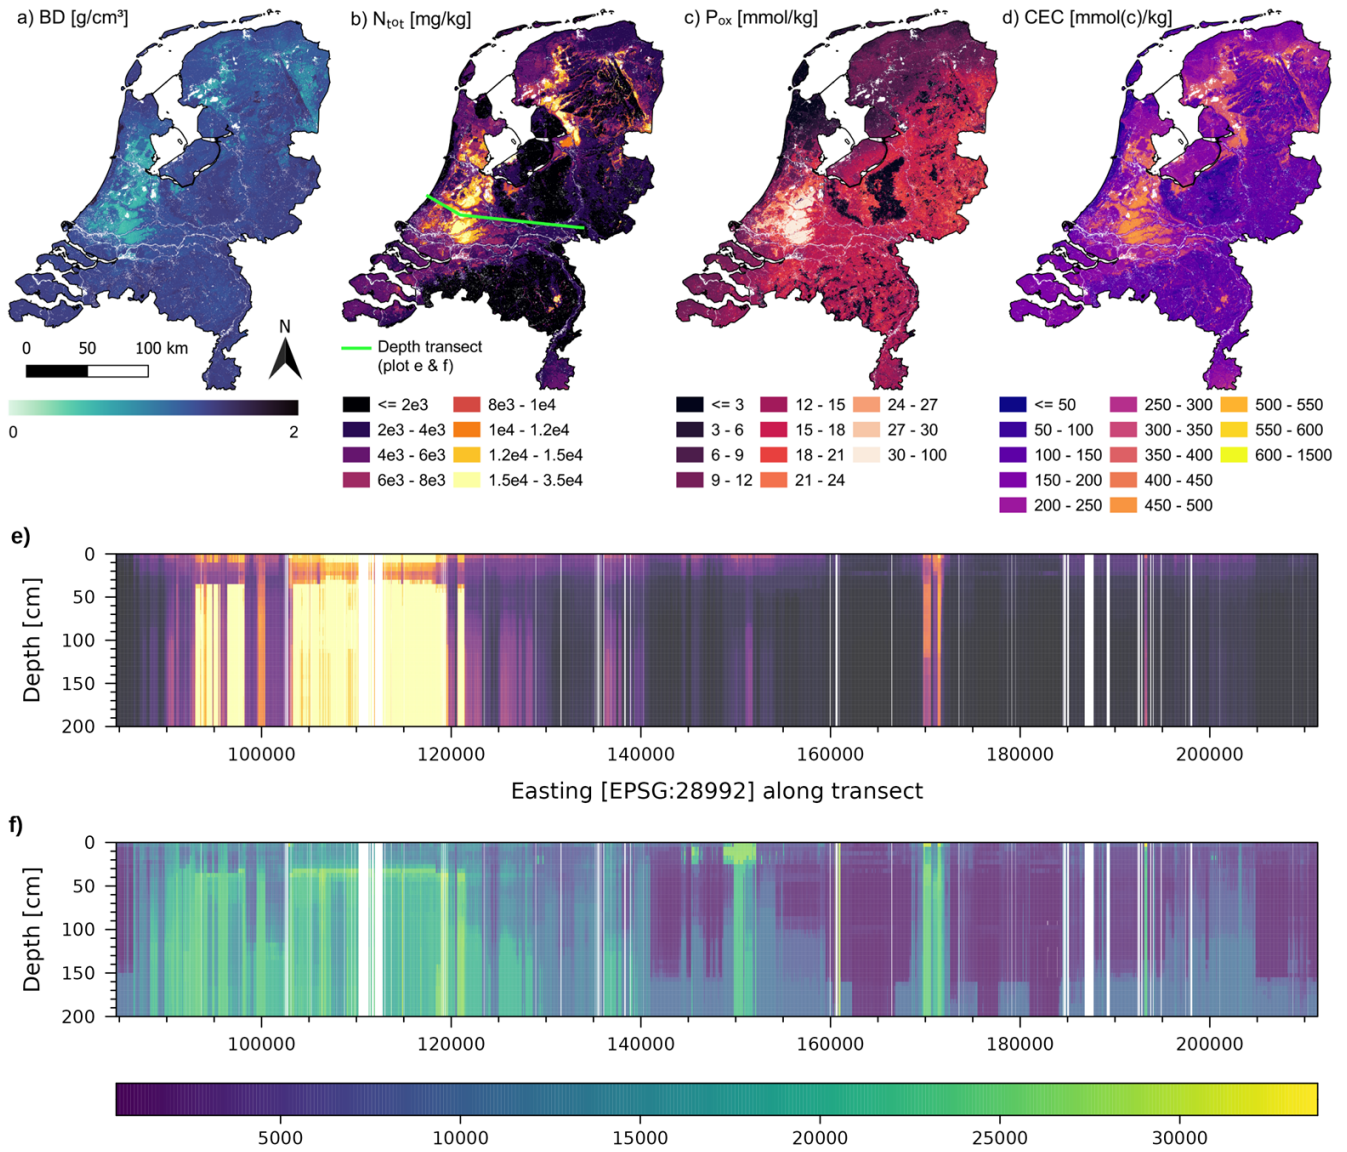 a) BD [g/cm³]
b) Ntot [mg/kg]
c) Pox [mmol/kg]
d) CEC [mmol(c)/kg]
N
0 50 100 km
Depth transect
(plot e & f)
0 2
<= 2e3 8e3 - 1e4
2e3 - 4e3 1e4 - 1.2e4
4e3 - 6e3 1.2e4 - 1.5e4
6e3 - 8e3 1.5e4 - 3.5e4
<= 3 12 - 15 24 - 27
3 - 6 15 - 18 27 - 30
6 - 9 18 - 21 30 - 100
9 - 12 21 - 24
<= 50 250 - 300 500 - 550
50 - 100 300 - 350 550 - 600
100 - 150 350 - 400 600 - 1500
150 - 200 400 - 450
200 - 250 450 - 500
e)
Depth [cm]
0
50
100
150
200
100000 120000 140000 160000 180000 200000
Easting [EPSG:28992] along transect
f)
Depth [cm]
0
50
100
150
200
100000 120000 140000 160000 180000 200000
5000 10000 15000 20000 25000 30000